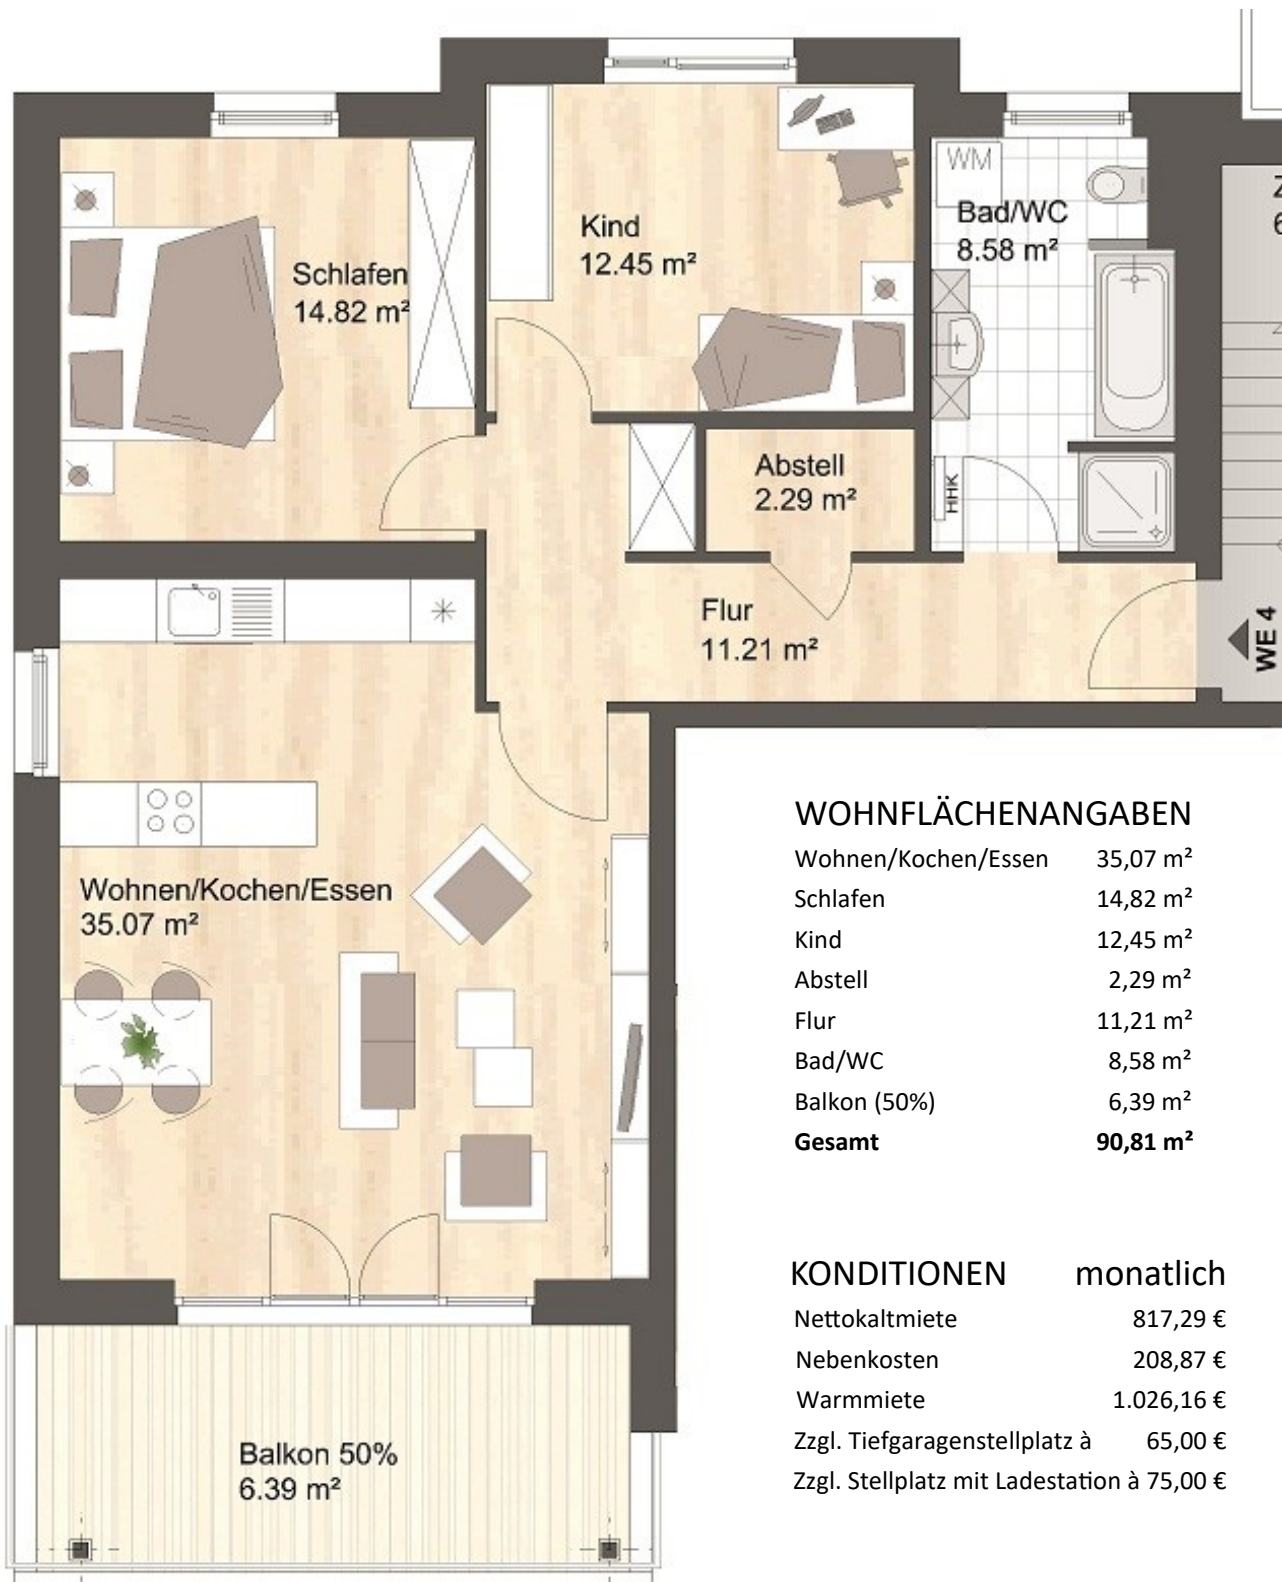 Kind
12.45 m²
WM
Bad/WC
8.58 m²
Schlafen
14.82 m²
Abstell
2.29 m²
HHK
Flur
11.21 m²
WE 4
Wohnen/Kochen/Essen
35.07 m²
Balkon 50%
6.39 m²
WOHNFLÄCHENANGABEN
Wohnen/Kochen/Essen 35,07 m²
Schlafen 14,82 m²
Kind 12,45 m²
Abstell 2,29 m²
Flur 11,21 m²
Bad/WC 8,58 m²
Balkon (50%) 6,39 m²
Gesamt 90,81 m²
KONDITIONEN monatlich
Nettokaltmiete 817,29 €
Nebenkosten 208,87 €
Warmmiete 1.026,16 €
Zzgl. Tiefgaragenstellplatz à 65,00 €
Zzgl. Stellplatz mit Ladestation à 75,00 €